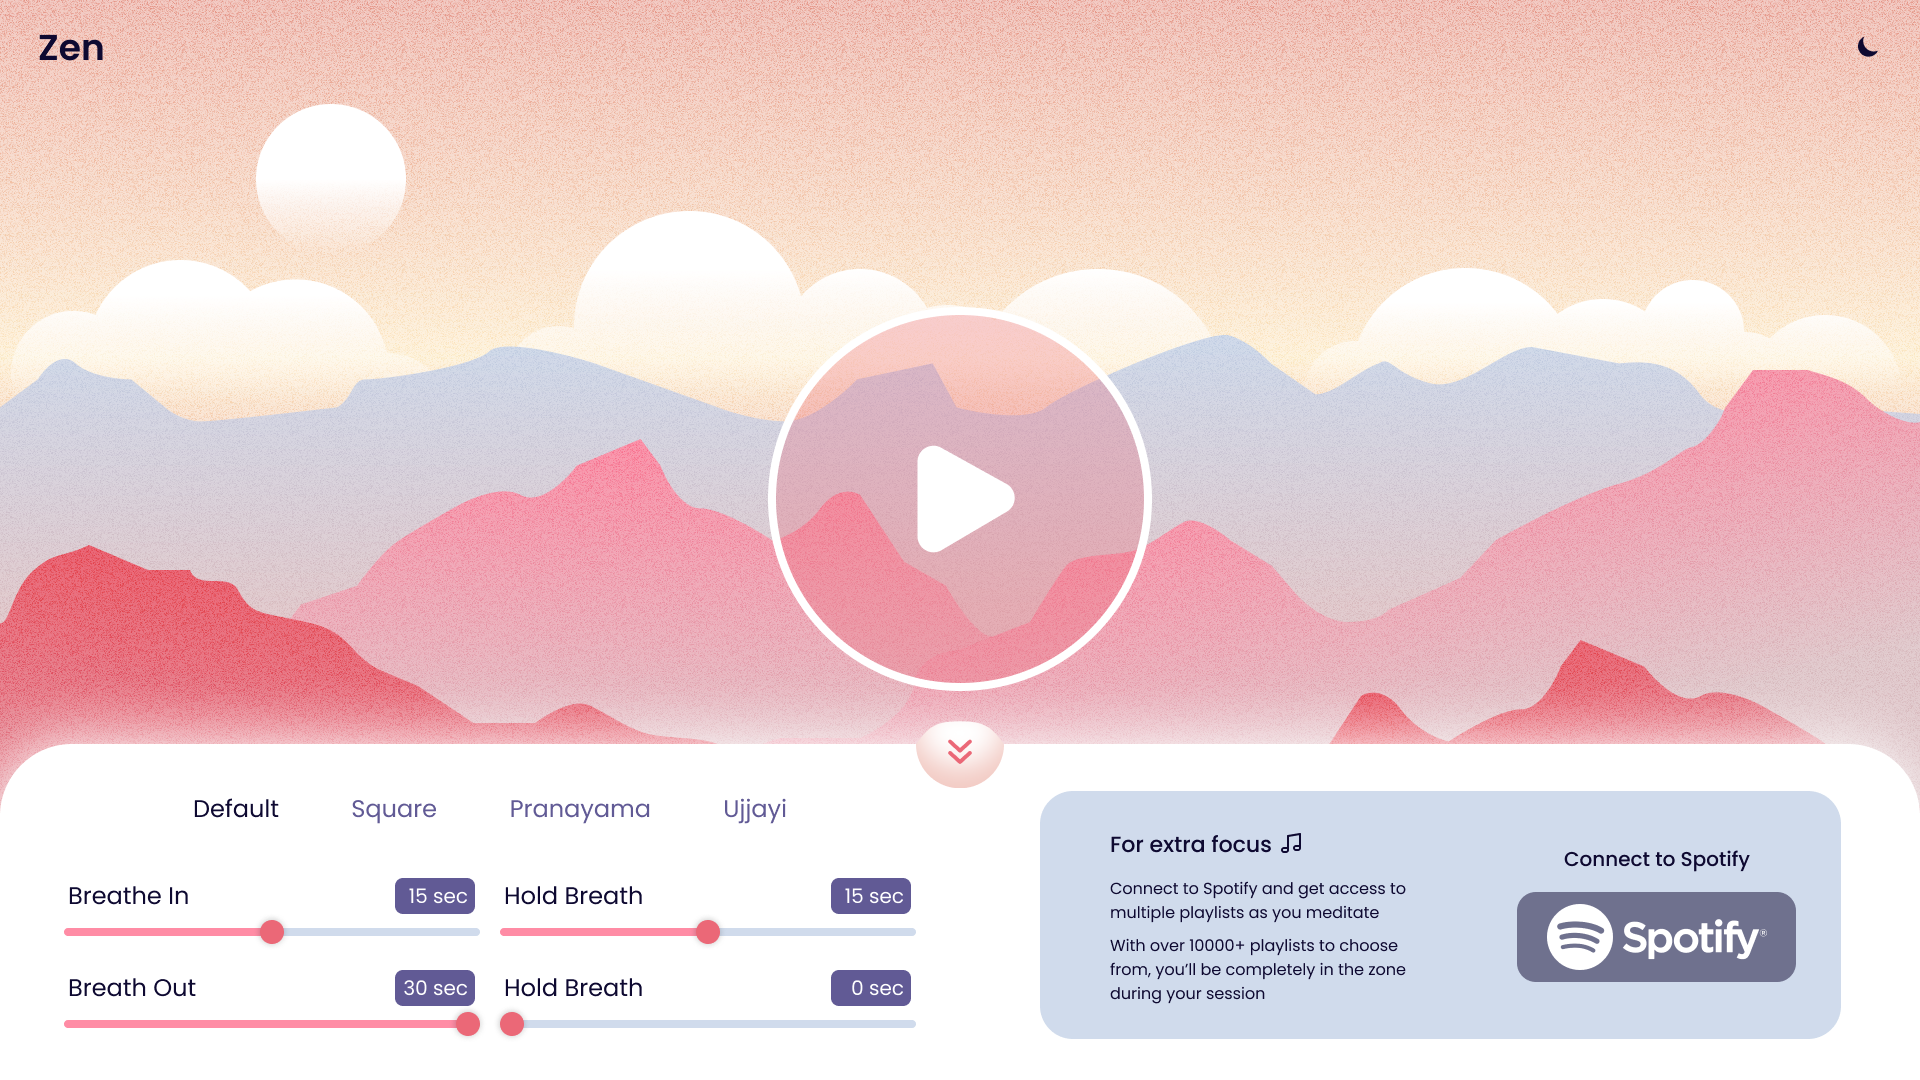 Zen
Default Square Pranayama Ujjayi
Breathe In 15 sec
Hold Breath 15 sec
Breath Out 30 sec
Hold Breath 0 sec
For extra focus
Connect to Spotify and get access to
multiple playlists as you meditate
With over 10000+ playlists to choose
from, you’ll be completely in the zone
during your session
Connect to Spotify
Spotify®